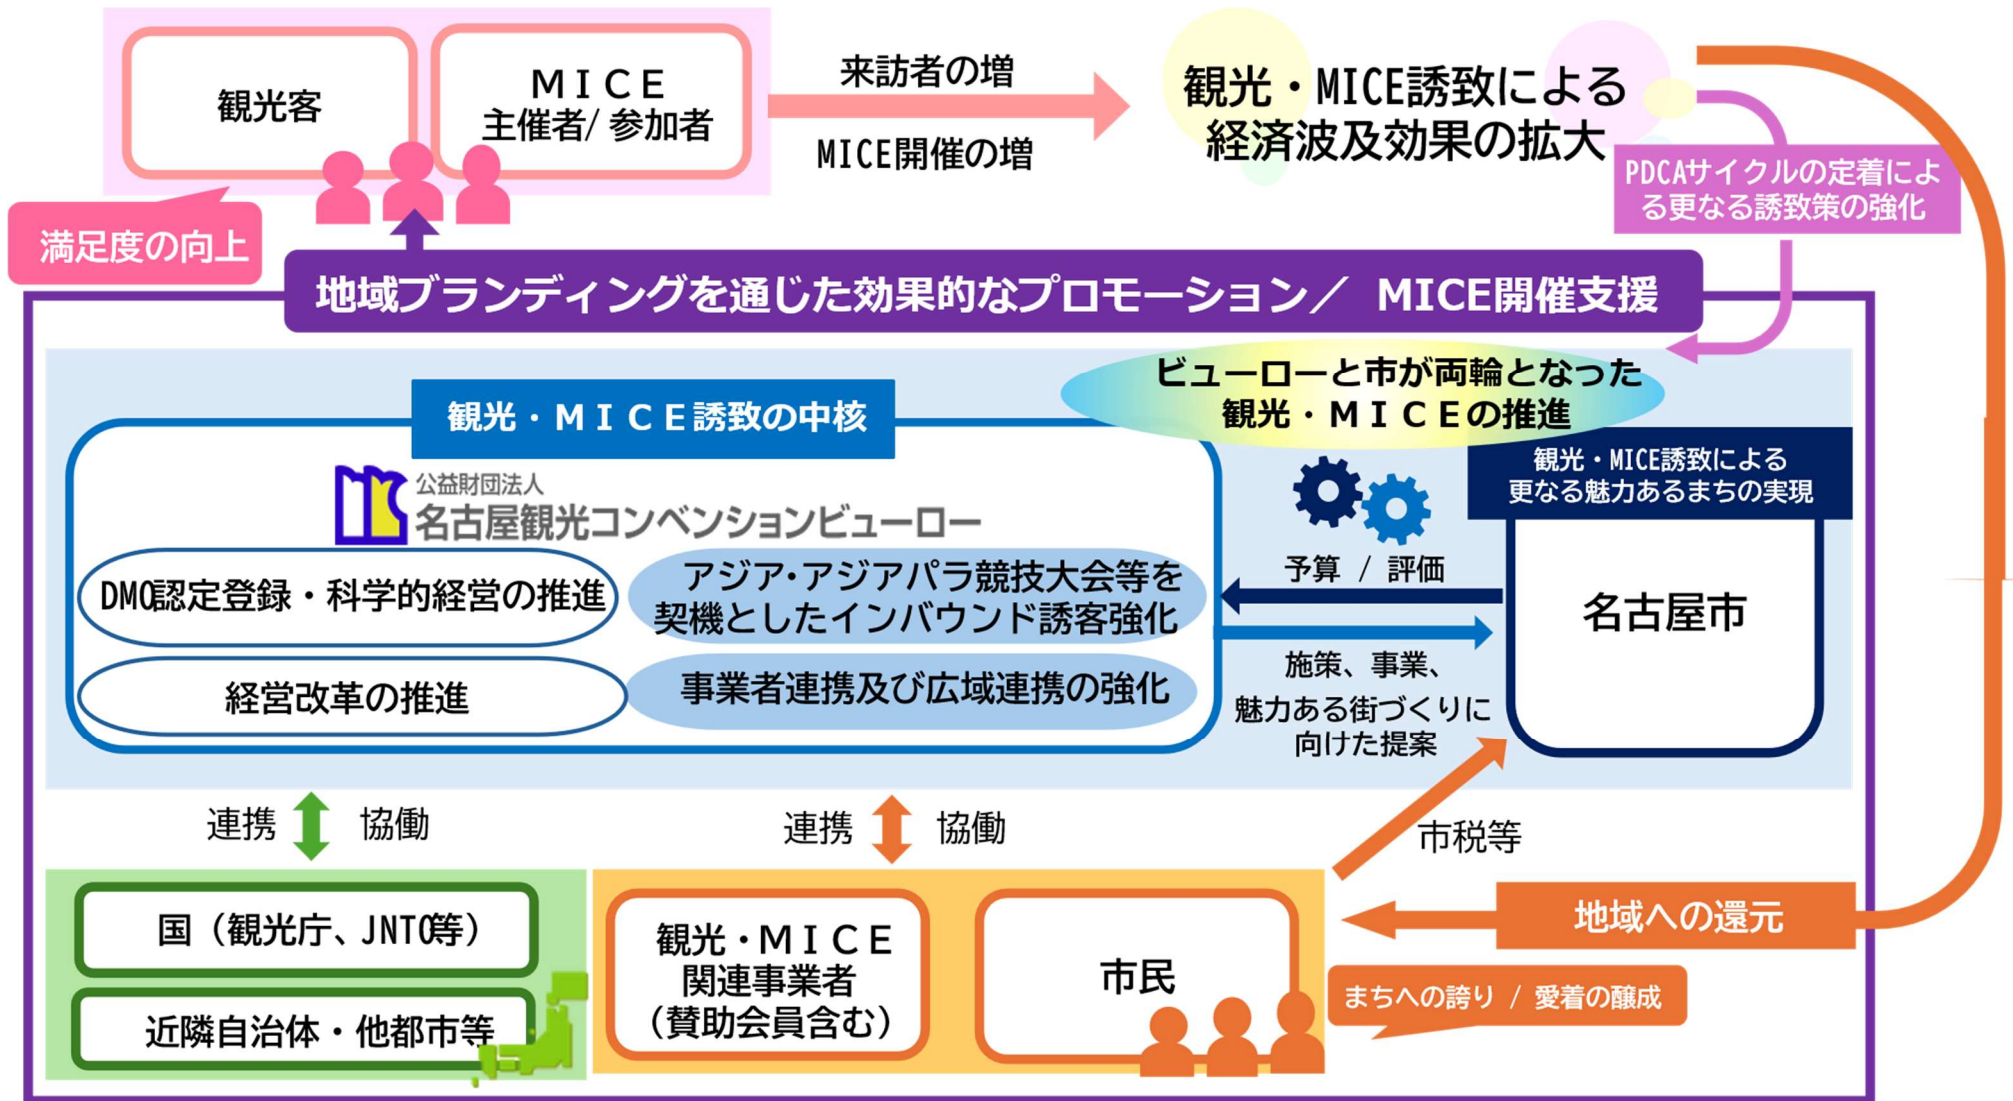 観光客
ＭＩＣＥ
主催者/ 参加者
来訪者の増
MICE開催の増
観光・MICE誘致による
経済波及効果の拡大
PDCAサイクルの定着によ
る更なる誘致策の強化
満足度の向上
地域ブランディングを通じた効果的なプロモーション／ MICE開催支援
ビューローと市が両輪となった
観光・ＭＩＣＥの推進
観光・ＭＩＣＥ誘致の中核
公益財団法人
名古屋観光コンベンションビューロー
DMO認定登録・科学的経営の推進
アジア・アジアパラ競技大会等を
契機としたインバウンド誘客強化
経営改革の推進
事業者連携及び広域連携の強化
観光・MICE誘致による
更なる魅力あるまちの実現
予算 / 評価
名古屋市
施策、事業、
魅力ある街づくりに
向けた提案
連携 協働
連携 協働
市税等
国（観光庁、JNTO等）
近隣自治体・他都市等
観光・ＭＩＣＥ
関連事業者
（賛助会員含む）
市民
地域への還元
まちへの誇り / 愛着の醸成